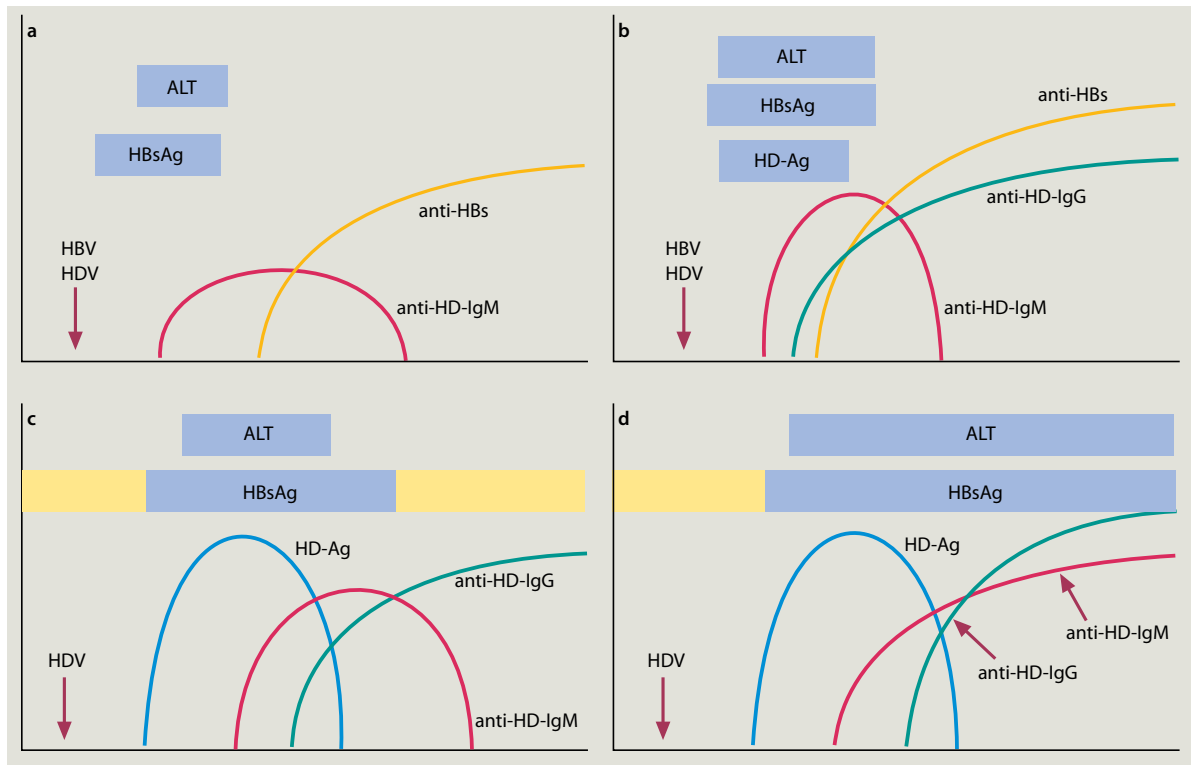 a
ALT
HBsAg
anti-HBs
HBV
HDV
anti-HD-IgM
b
ALT
HBsAg
anti-HBs
HD-Ag
anti-HD-IgG
HBV
HDV
anti-HD-IgM
c
ALT
HBsAg
HD-Ag
anti-HD-IgG
HDV
anti-HD-IgM
d
ALT
HBsAg
HD-Ag
anti-HD-IgM
HDV
anti-HD-IgG